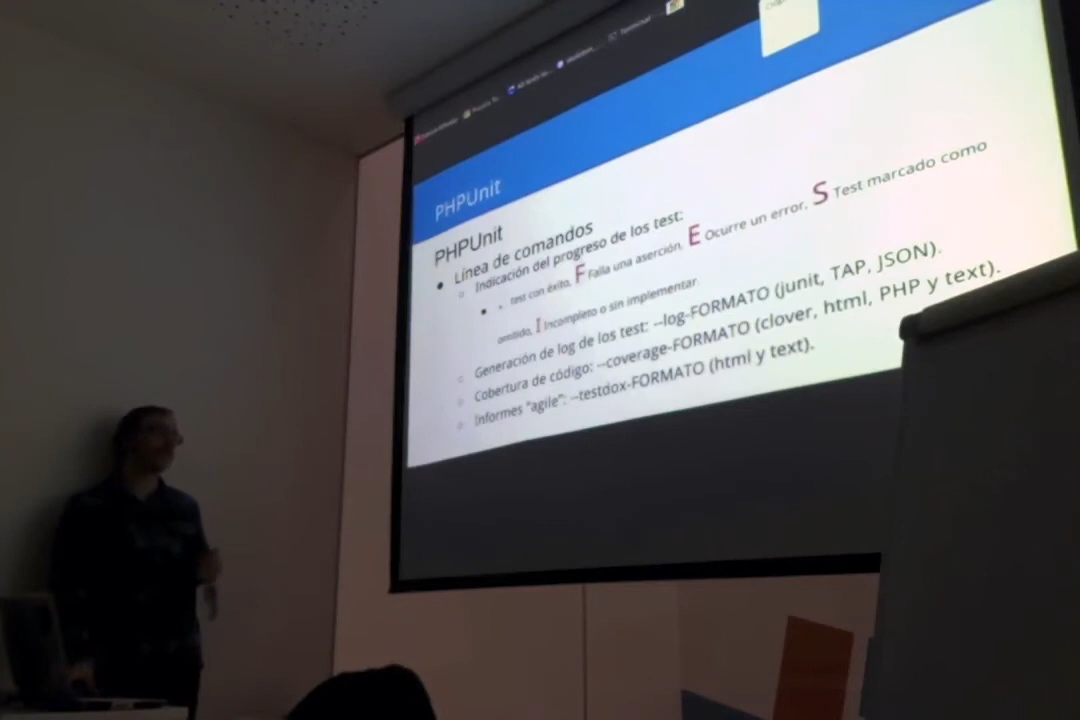 PHPUnit
PHPUnit
Línea de comandos
Indicación del progreso de los test:
. test con éxito, F Falla una aserción, E Ocurre un error, S Test marcado como
omitido, I Incompleto o sin implementar
Generación de log de los test: --log-FORMATO (junit, TAP, JSON).
Cobertura de código: --coverage-FORMATO (clover, html, PHP y text).
Informes "agile": --testdox-FORMATO (html y text).